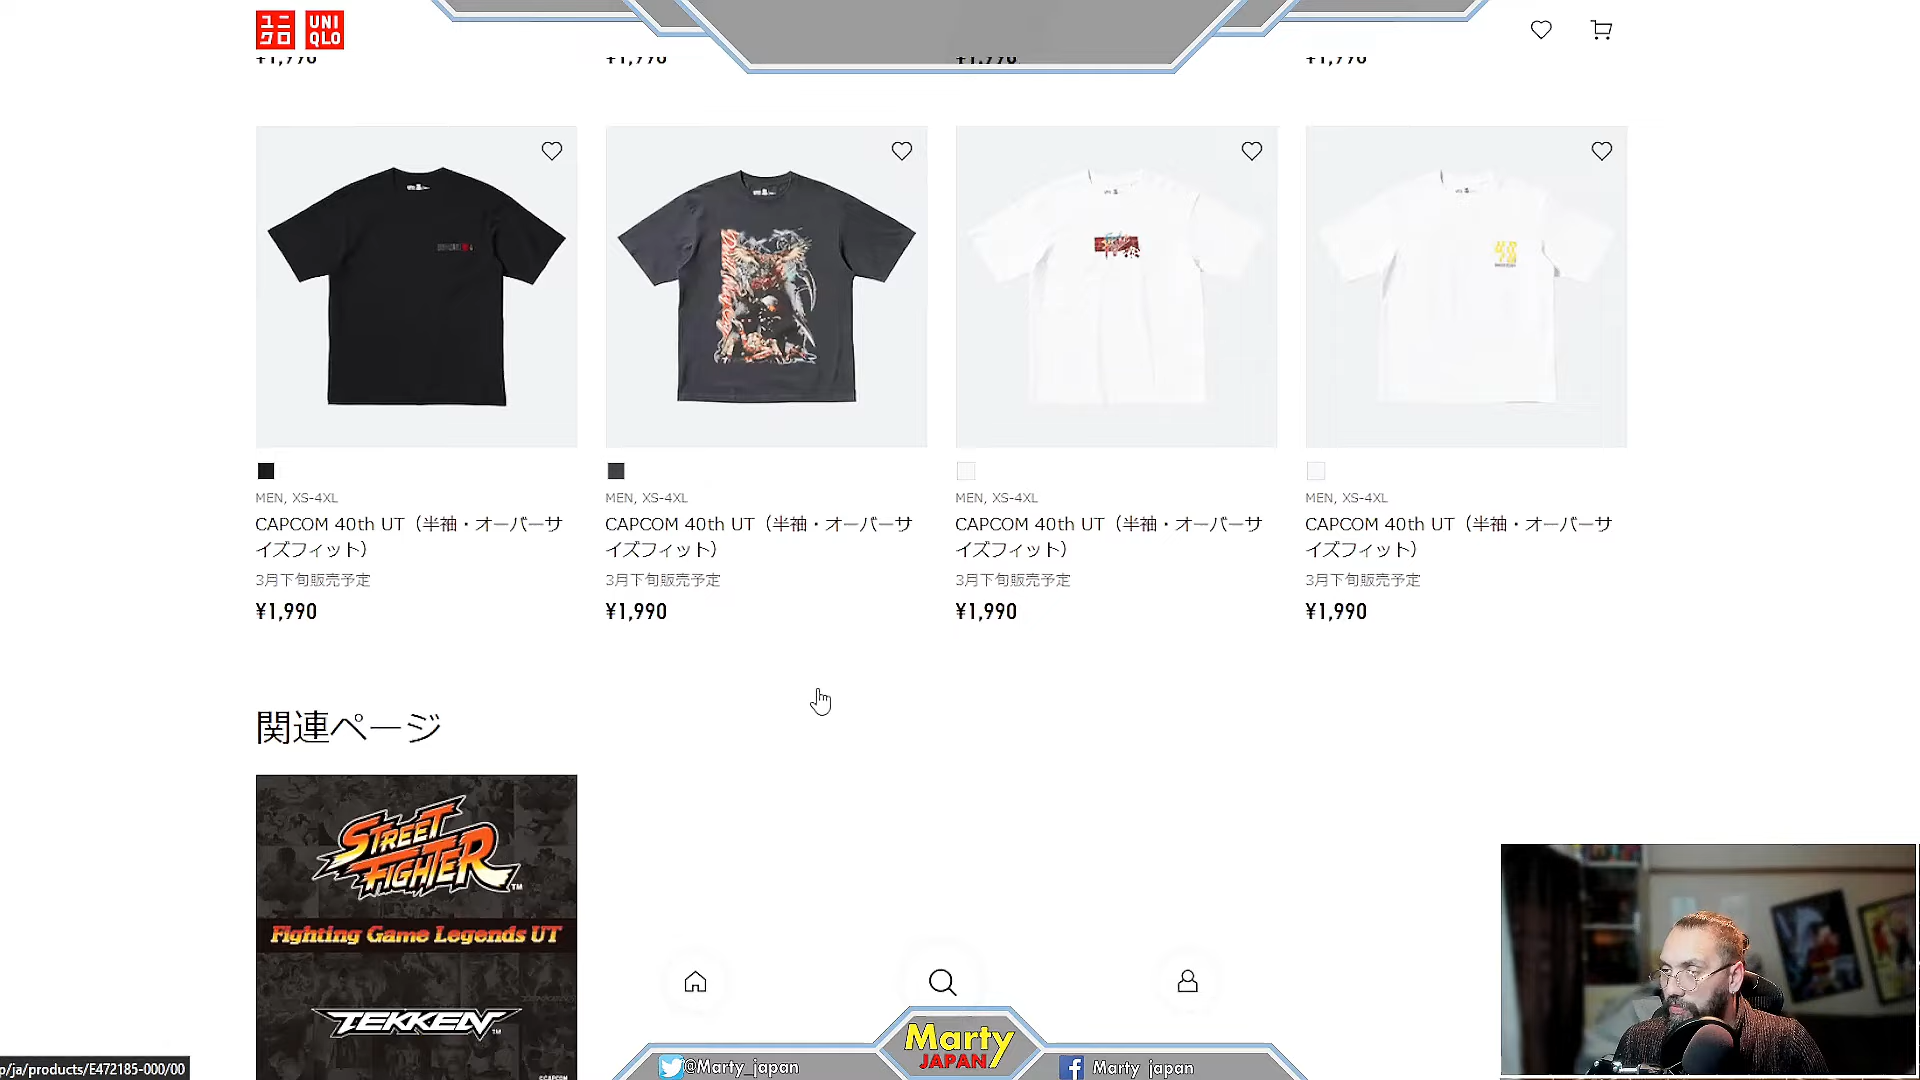 ユニクロ UNIQLO
MEN, XS-4XL
CAPCOM 40th UT（半袖・オーバーサ
イズフィット）
3月下旬販売予定
¥1,990
MEN, XS-4XL
CAPCOM 40th UT（半袖・オーバーサ
イズフィット）
3月下旬販売予定
¥1,990
MEN, XS-4XL
CAPCOM 40th UT（半袖・オーバーサ
イズフィット）
3月下旬販売予定
¥1,990
MEN, XS-4XL
CAPCOM 40th UT（半袖・オーバーサ
イズフィット）
3月下旬販売予定
¥1,990
関連ページ
STREET
FIGHTER™
Fighting Game Legends UT
TEKKEN™
©CAPCOM
p/ja/products/E472185-000/00
@Marty_japan
Marty
JAPAN
Marty japan